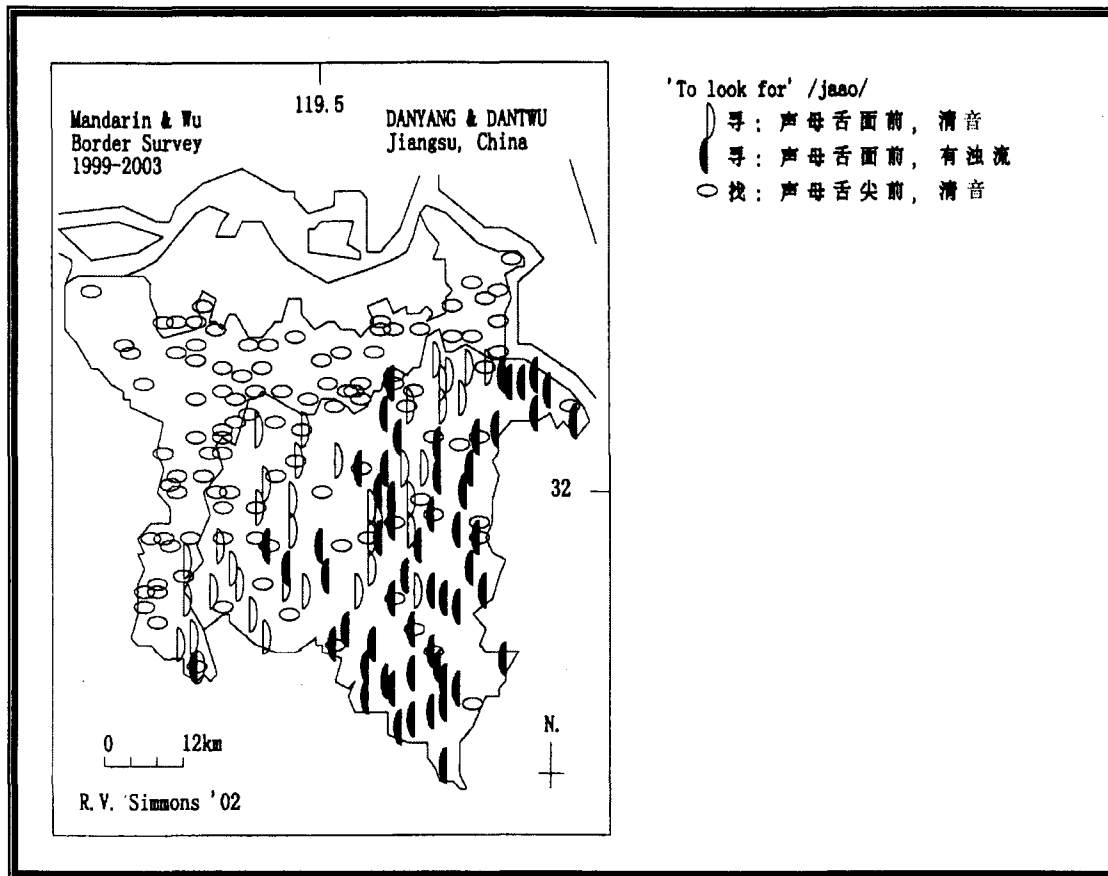 119.5
Mandarin & Wu
Border Survey
1999-2003
DANYANG & DANTWU
Jiangsu, China
32
0 12km
N.
R.V. Simmons '02
'To look for' /jaao/
寻: 声母舌面前, 清音
寻: 声母舌面前, 有浊流
找: 声母舌尖前, 清音